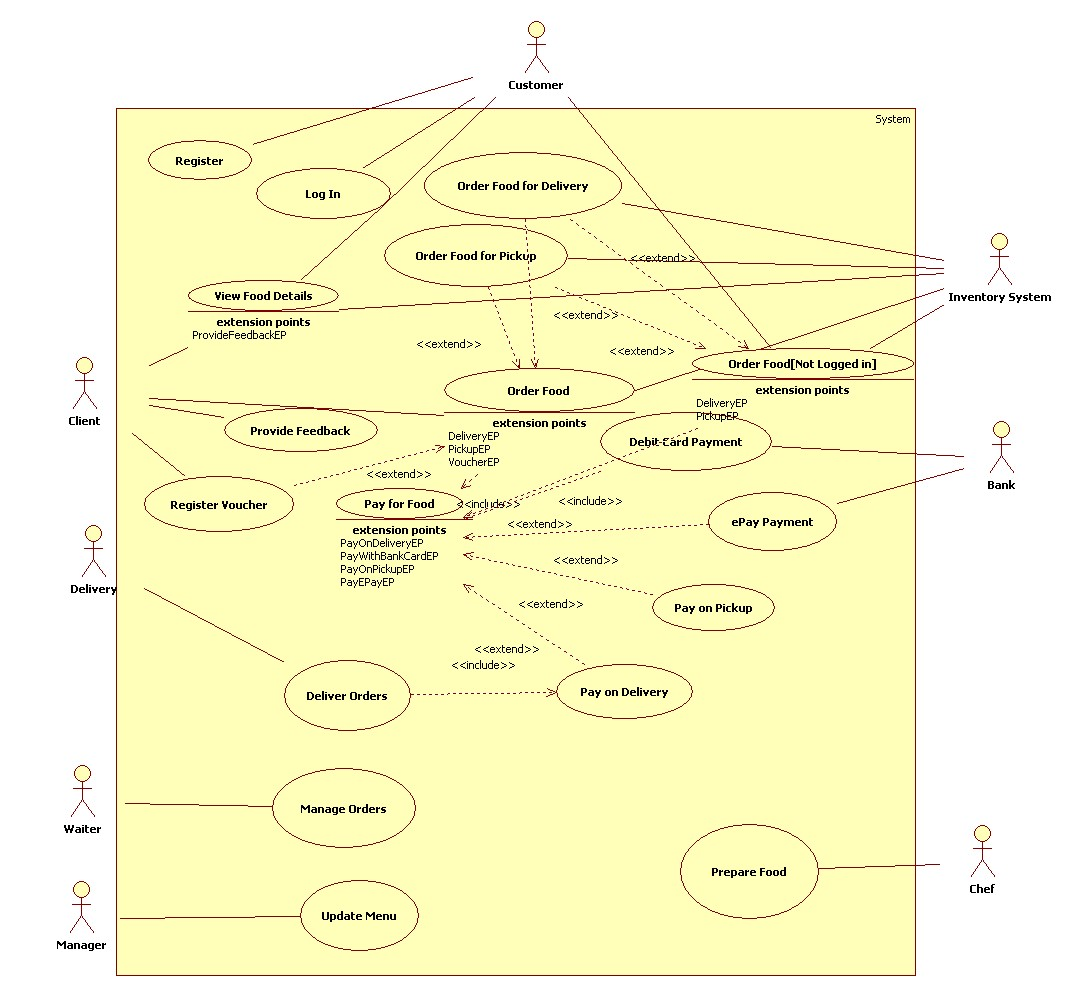 Customer
System
Register
Log In
Order Food for Delivery
Order Food for Pickup
<<extend>>
View Food Details
extension points
ProvideFeedbackEP
Inventory System
<<extend>>
<<extend>>
<<extend>>
Order Food[Not Logged in]
extension points
DeliveryEP
PickupEP
Order Food
extension points
DeliveryEP
PickupEP
VoucherEP
Client
Provide Feedback
Debit Card Payment
Bank
<<extend>>
Register Voucher
Pay for Food
extension points
PayOnDeliveryEP
PayWithBankCardEP
PayOnPickupEP
PayEPayEP
<<include>>
<<include>>
<<extend>>
ePay Payment
<<extend>>
Delivery
<<extend>>
Pay on Pickup
<<extend>>
<<include>>
Deliver Orders
Pay on Delivery
Waiter
Manage Orders
Prepare Food
Chef
Manager
Update Menu